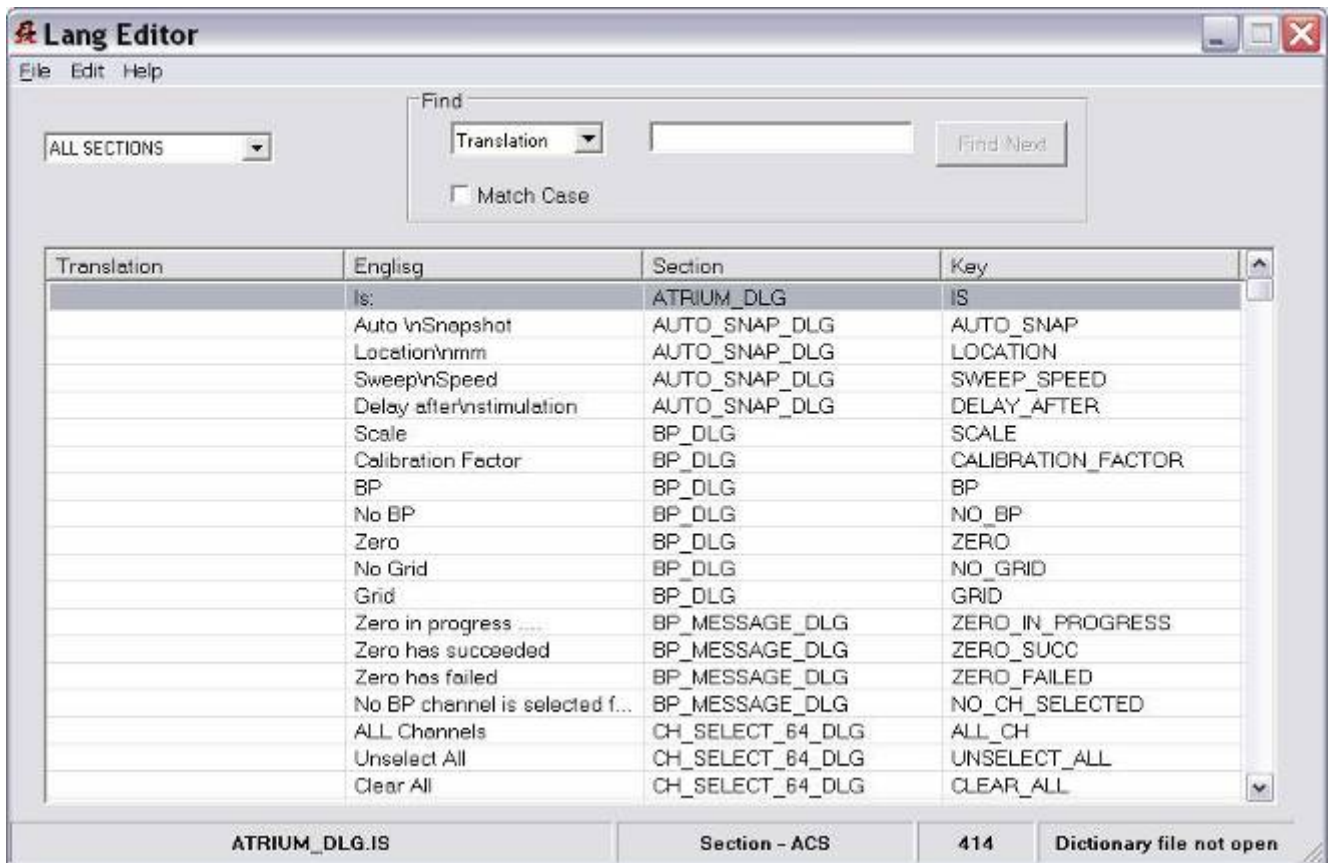 Lang Editor
File Edit Help
Find
ALL SECTIONS
Translation
Find Next
Match Case
Translation Englisg Section Key
Is: ATRIUM_DLG IS
Auto \nSnapshot AUTO_SNAP_DLG AUTO_SNAP
Location\nmm AUTO_SNAP_DLG LOCATION
Sweep\nSpeed AUTO_SNAP_DLG SWEEP_SPEED
Delay after\nstimulation AUTO_SNAP_DLG DELAY_AFTER
Scale BP_DLG SCALE
Calibration Factor BP_DLG CALIBRATION_FACTOR
BP BP_DLG BP
No BP BP_DLG NO_BP
Zero BP_DLG ZERO
No Grid BP_DLG NO_GRID
Grid BP_DLG GRID
Zero in progress .... BP_MESSAGE_DLG ZERO_IN_PROGRESS
Zero has succeeded BP_MESSAGE_DLG ZERO_SUCC
Zero has failed BP_MESSAGE_DLG ZERO_FAILED
No BP channel is selected f... BP_MESSAGE_DLG NO_CH_SELECTED
ALL Channels CH_SELECT_64_DLG ALL_CH
Unselect All CH_SELECT_64_DLG UNSELECT_ALL
Clear All CH_SELECT_64_DLG CLEAR_ALL
ATRIUM_DLG.IS Section - ACS 414 Dictionary file not open